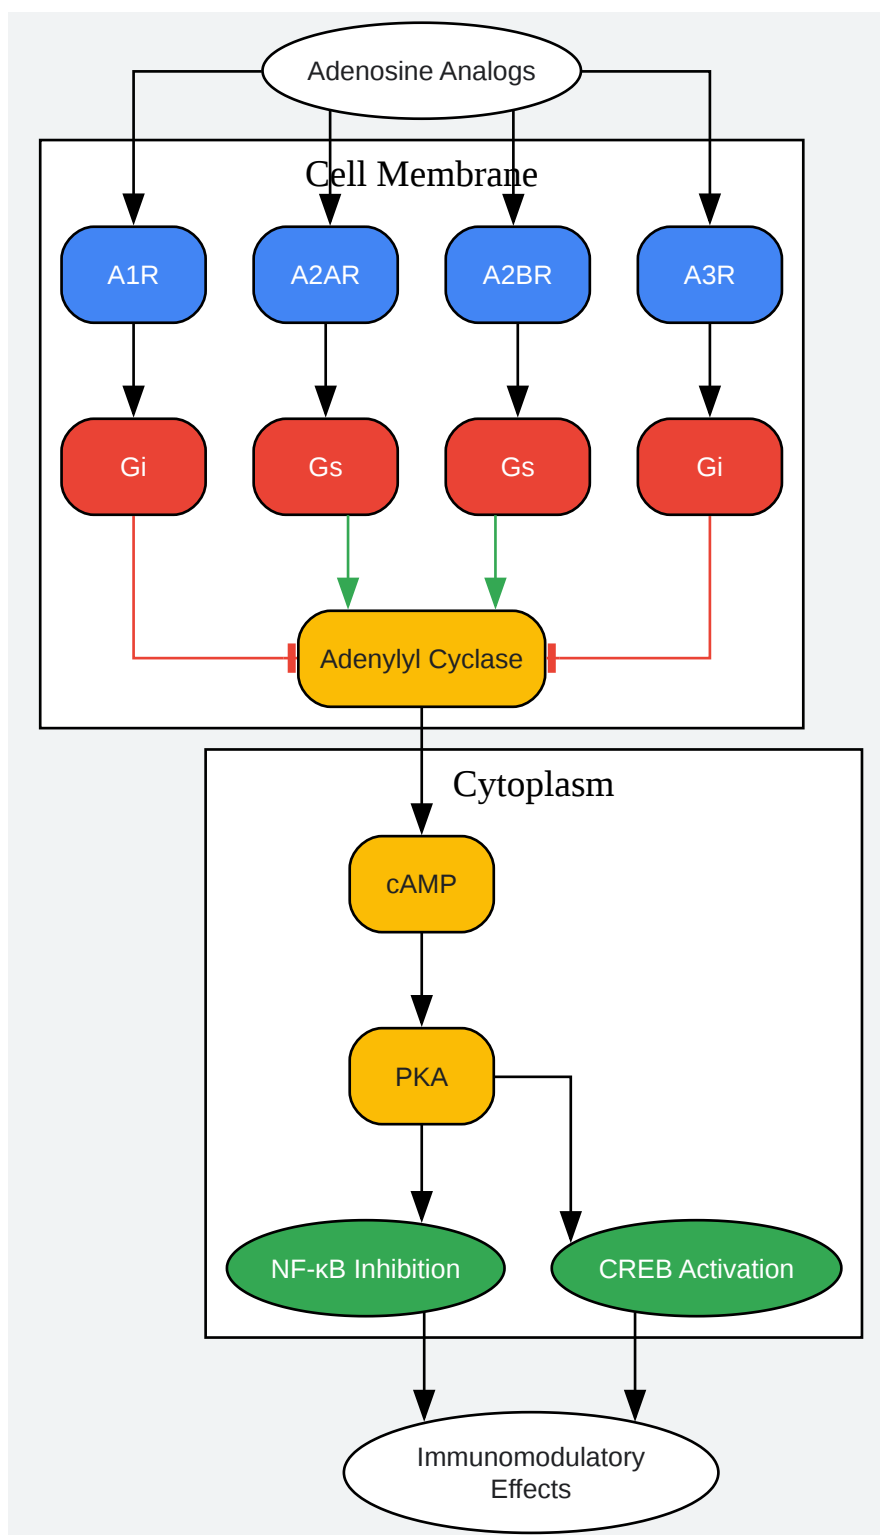 Adenosine Analogs
Cell Membrane
A1R
A2AR
A2BR
A3R
Gi
Gs
Gs
Gi
Adenylyl Cyclase
Cytoplasm
cAMP
PKA
NF-κB Inhibition
CREB Activation
Immunomodulatory
Effects